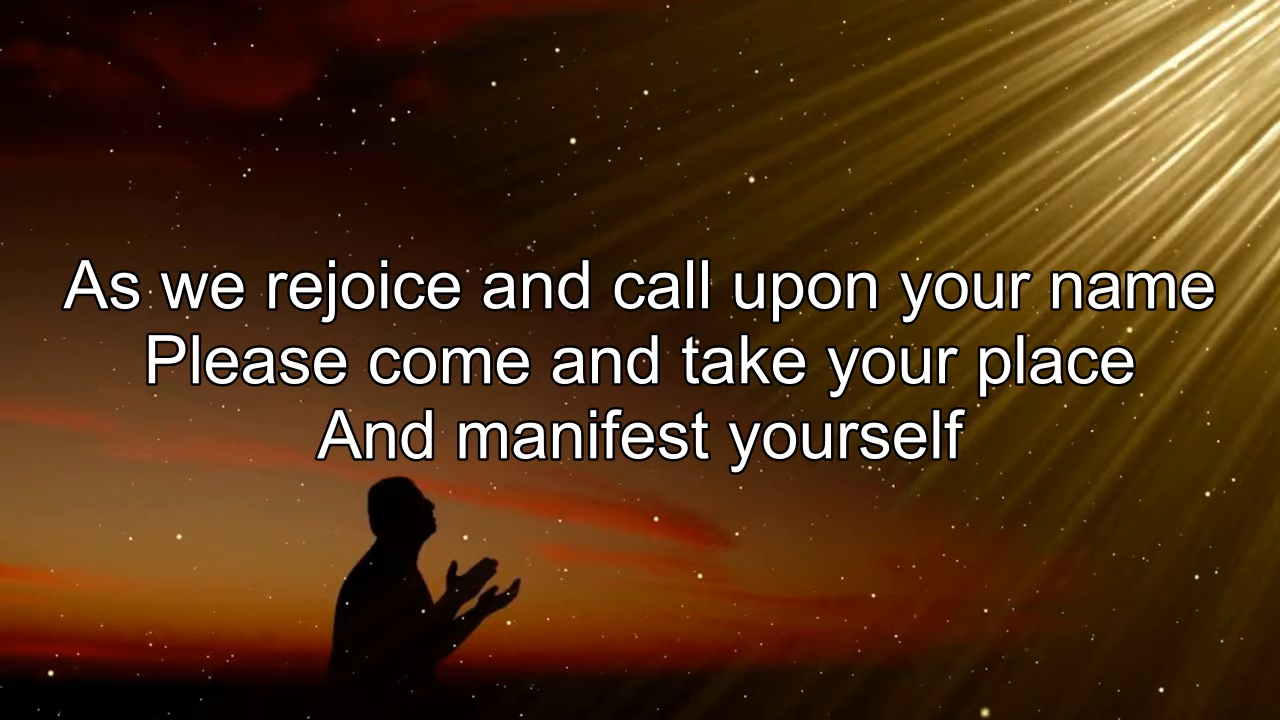 As we rejoice and call upon your name
Please come and take your place
And manifest yourself